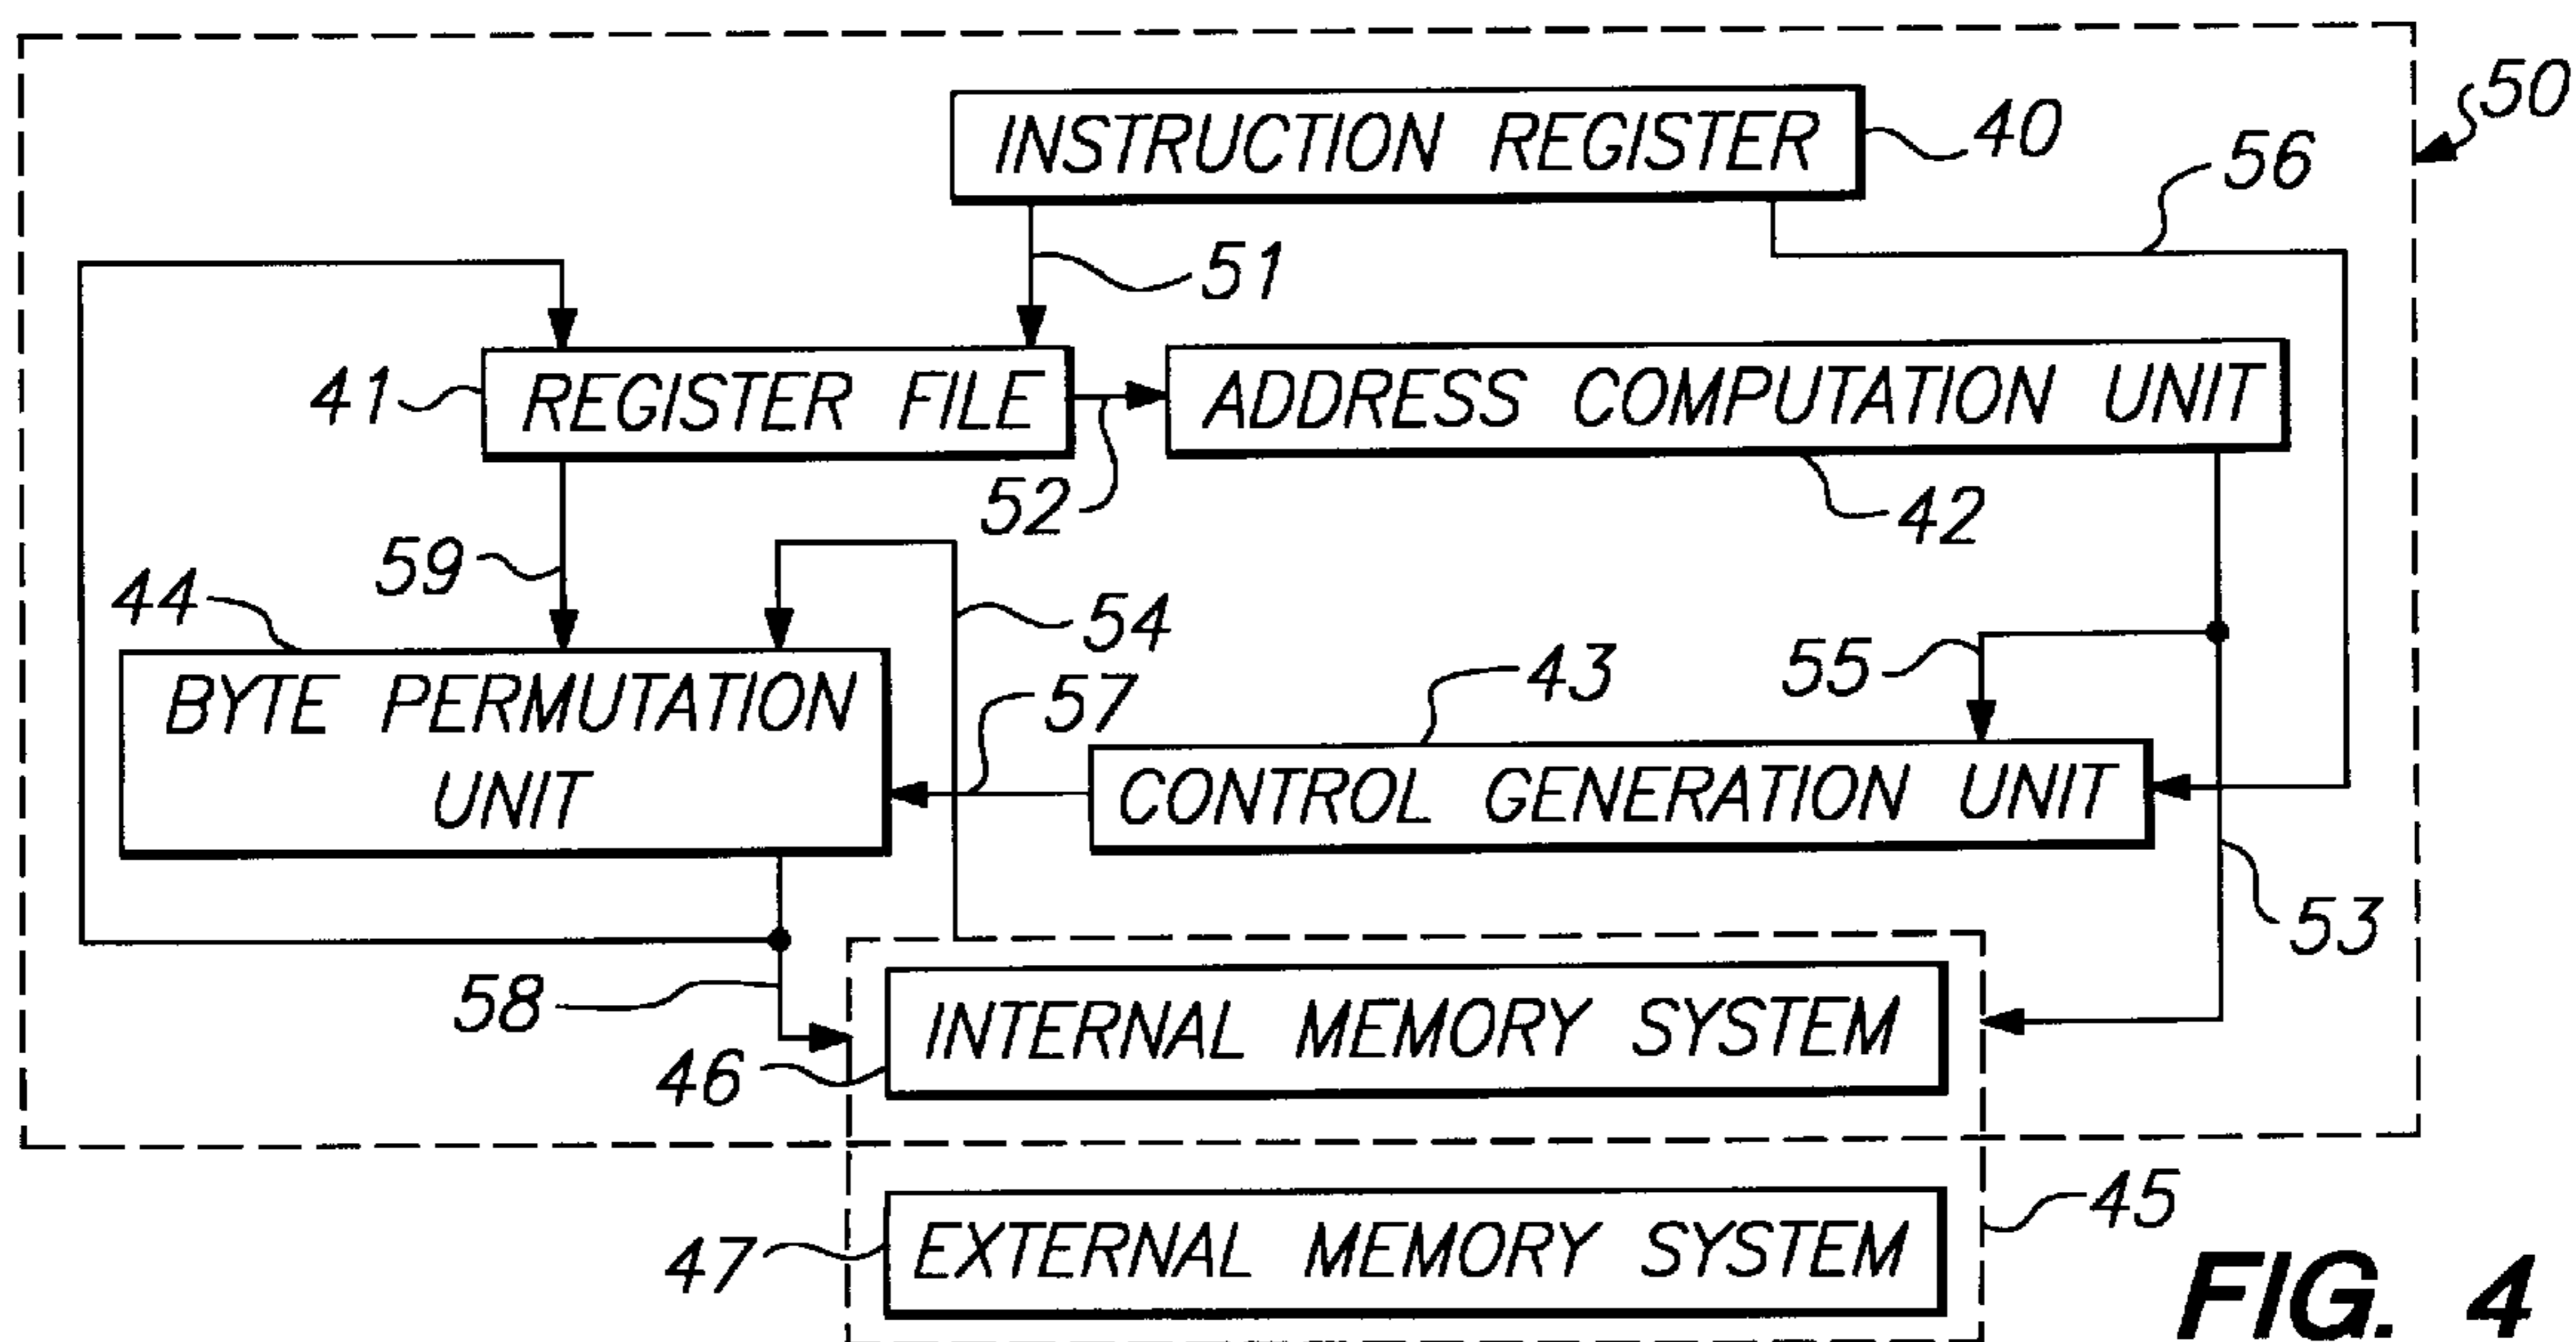 50
INSTRUCTION REGISTER
40
56
51
41
REGISTER FILE
ADDRESS COMPUTATION UNIT
52
42
59
44
54
55
43
BYTE PERMUTATION
UNIT
57
CONTROL GENERATION UNIT
53
58
INTERNAL MEMORY SYSTEM
46
45
EXTERNAL MEMORY SYSTEM
47
FIG. 4